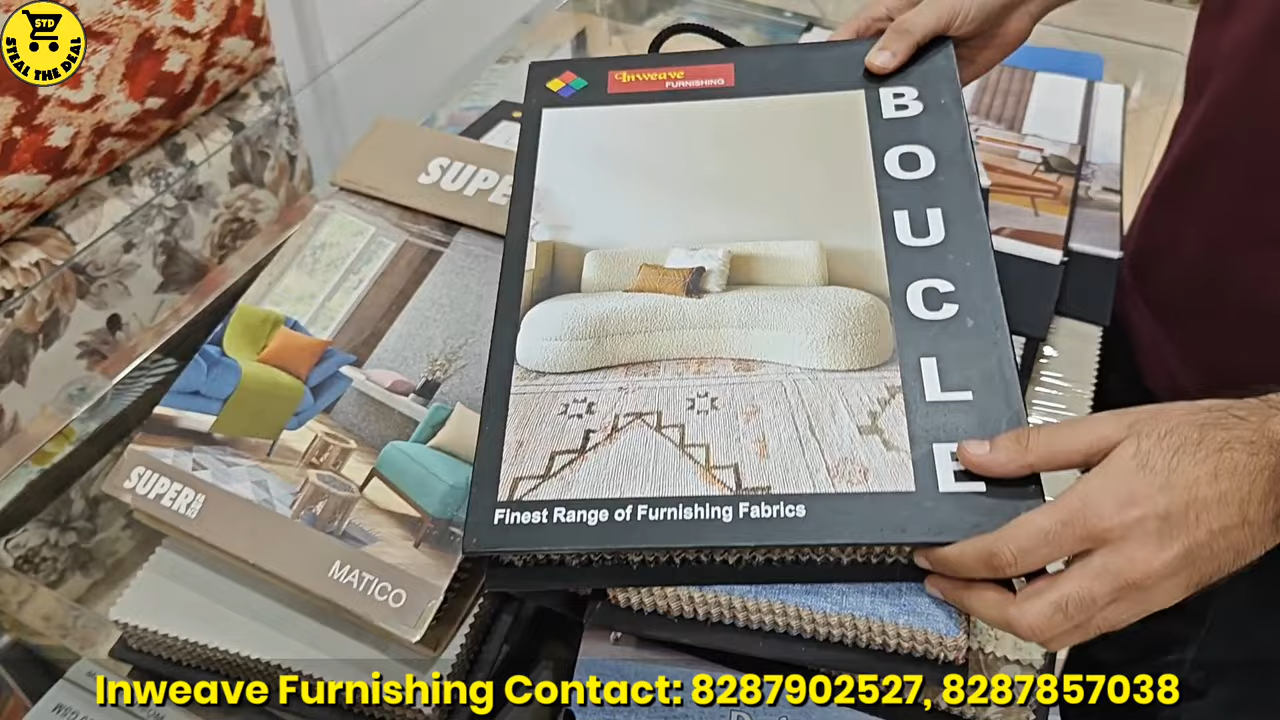 STD
STEAL THE DEAL
Inweave
FURNISHING
BOUCLE
SUPE
Finest Range of Furnishing Fabrics
SUPER
MATICO
Inweave Furnishing Contact: 8287902527, 8287857038